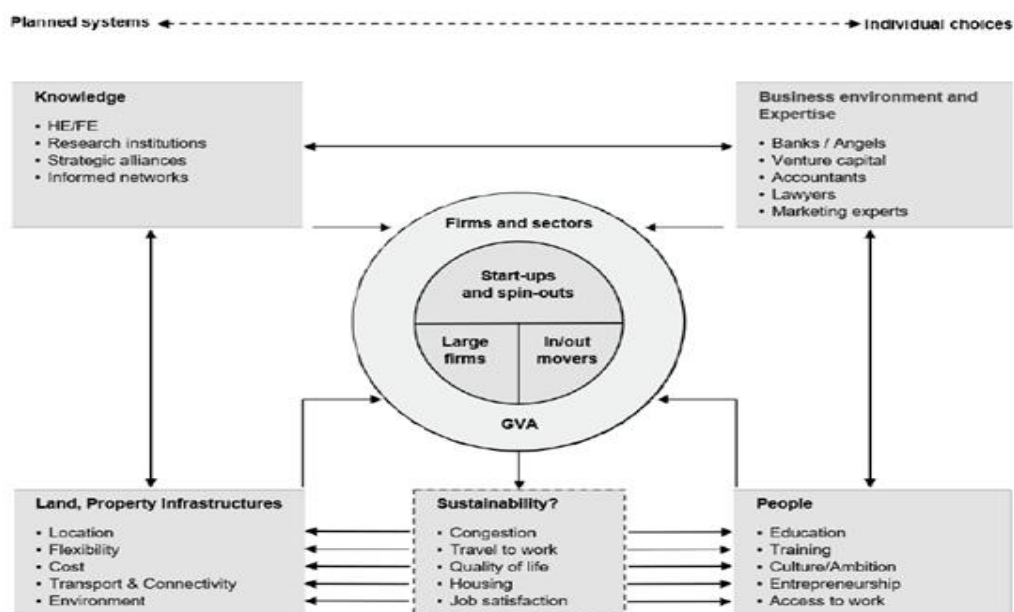 Planned systems
Individual choices
Knowledge
• HE/FE
• Research institutions
• Strategic alliances
• Informed networks
Business environment and
Expertise
• Banks / Angels
• Venture capital
• Accountants
• Lawyers
• Marketing experts
Firms and sectors
Start-ups
and spin-outs
Large
firms
In/out
movers
GVA
Land, Property Infrastructures
• Location
• Flexibility
• Cost
• Transport & Connectivity
• Environment
Sustainability?
• Congestion
• Travel to work
• Quality of life
• Housing
• Job satisfaction
People
• Education
• Training
• Culture/Ambition
• Entrepreneurship
• Access to work